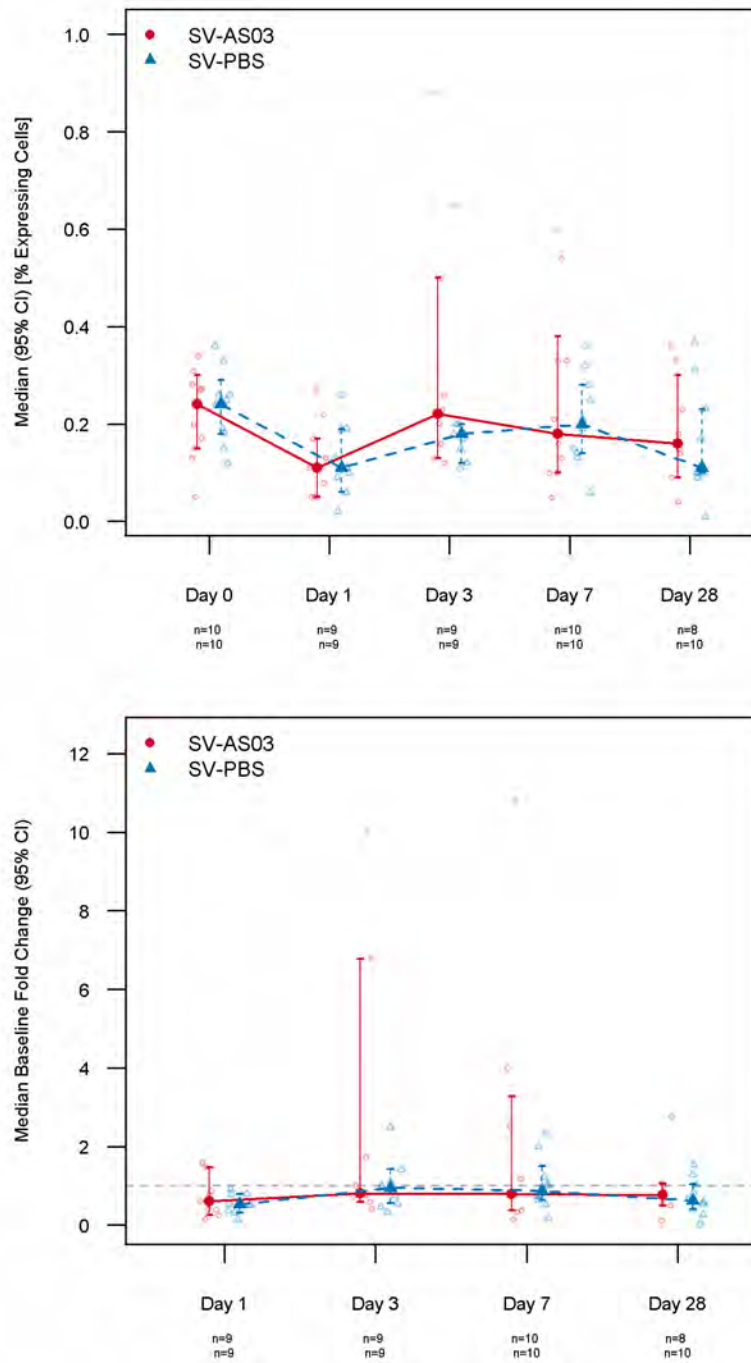 Median (95% CI) [% Expressing Cells]
1.0
0.8
0.6
0.4
0.2
0.0
SV-AS03
SV-PBS
Day 0 Day 1 Day 3 Day 7 Day 28
n=10 n=9 n=9 n=10 n=8
n=10 n=9 n=9 n=10 n=10
Median Baseline Fold Change (95% CI)
12
10
8
6
4
2
0
SV-AS03
SV-PBS
Day 1 Day 3 Day 7 Day 28
n=9 n=9 n=10 n=8
n=9 n=9 n=10 n=10